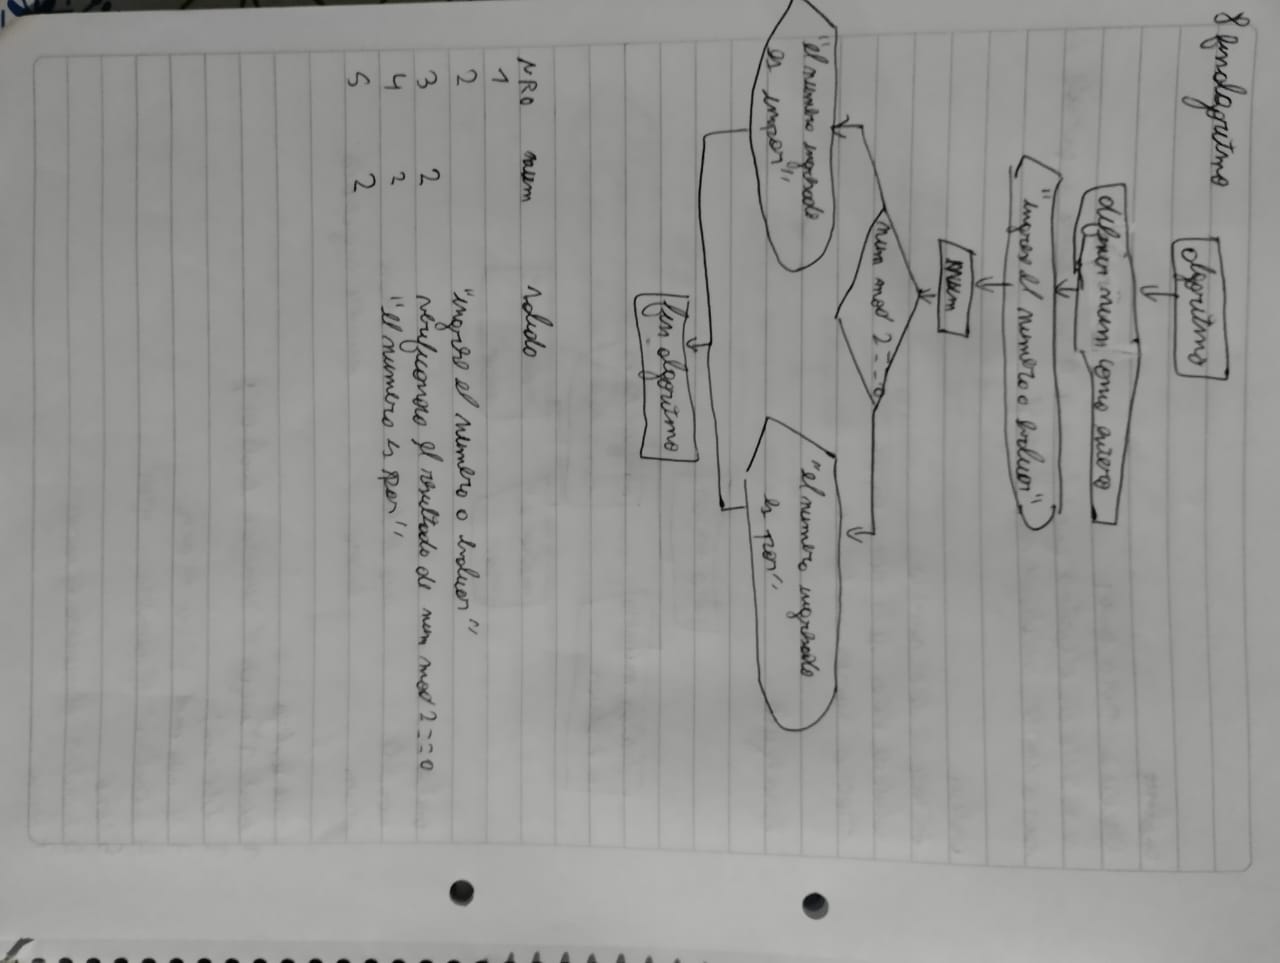 8 finalgoritmo
algoritmo
definir num como entero
"ingrese el numero a evaluar"
num
num mod 2 === 0
"el numero ingresado
es impar"
"el numero ingresado
es par"
fin algoritmo
NRO num salida
1
2 "ingrese el numero a evaluar"
3 2 verificando el resultado de num mod 2 === 0
4 2 "el numero es par"
5 2